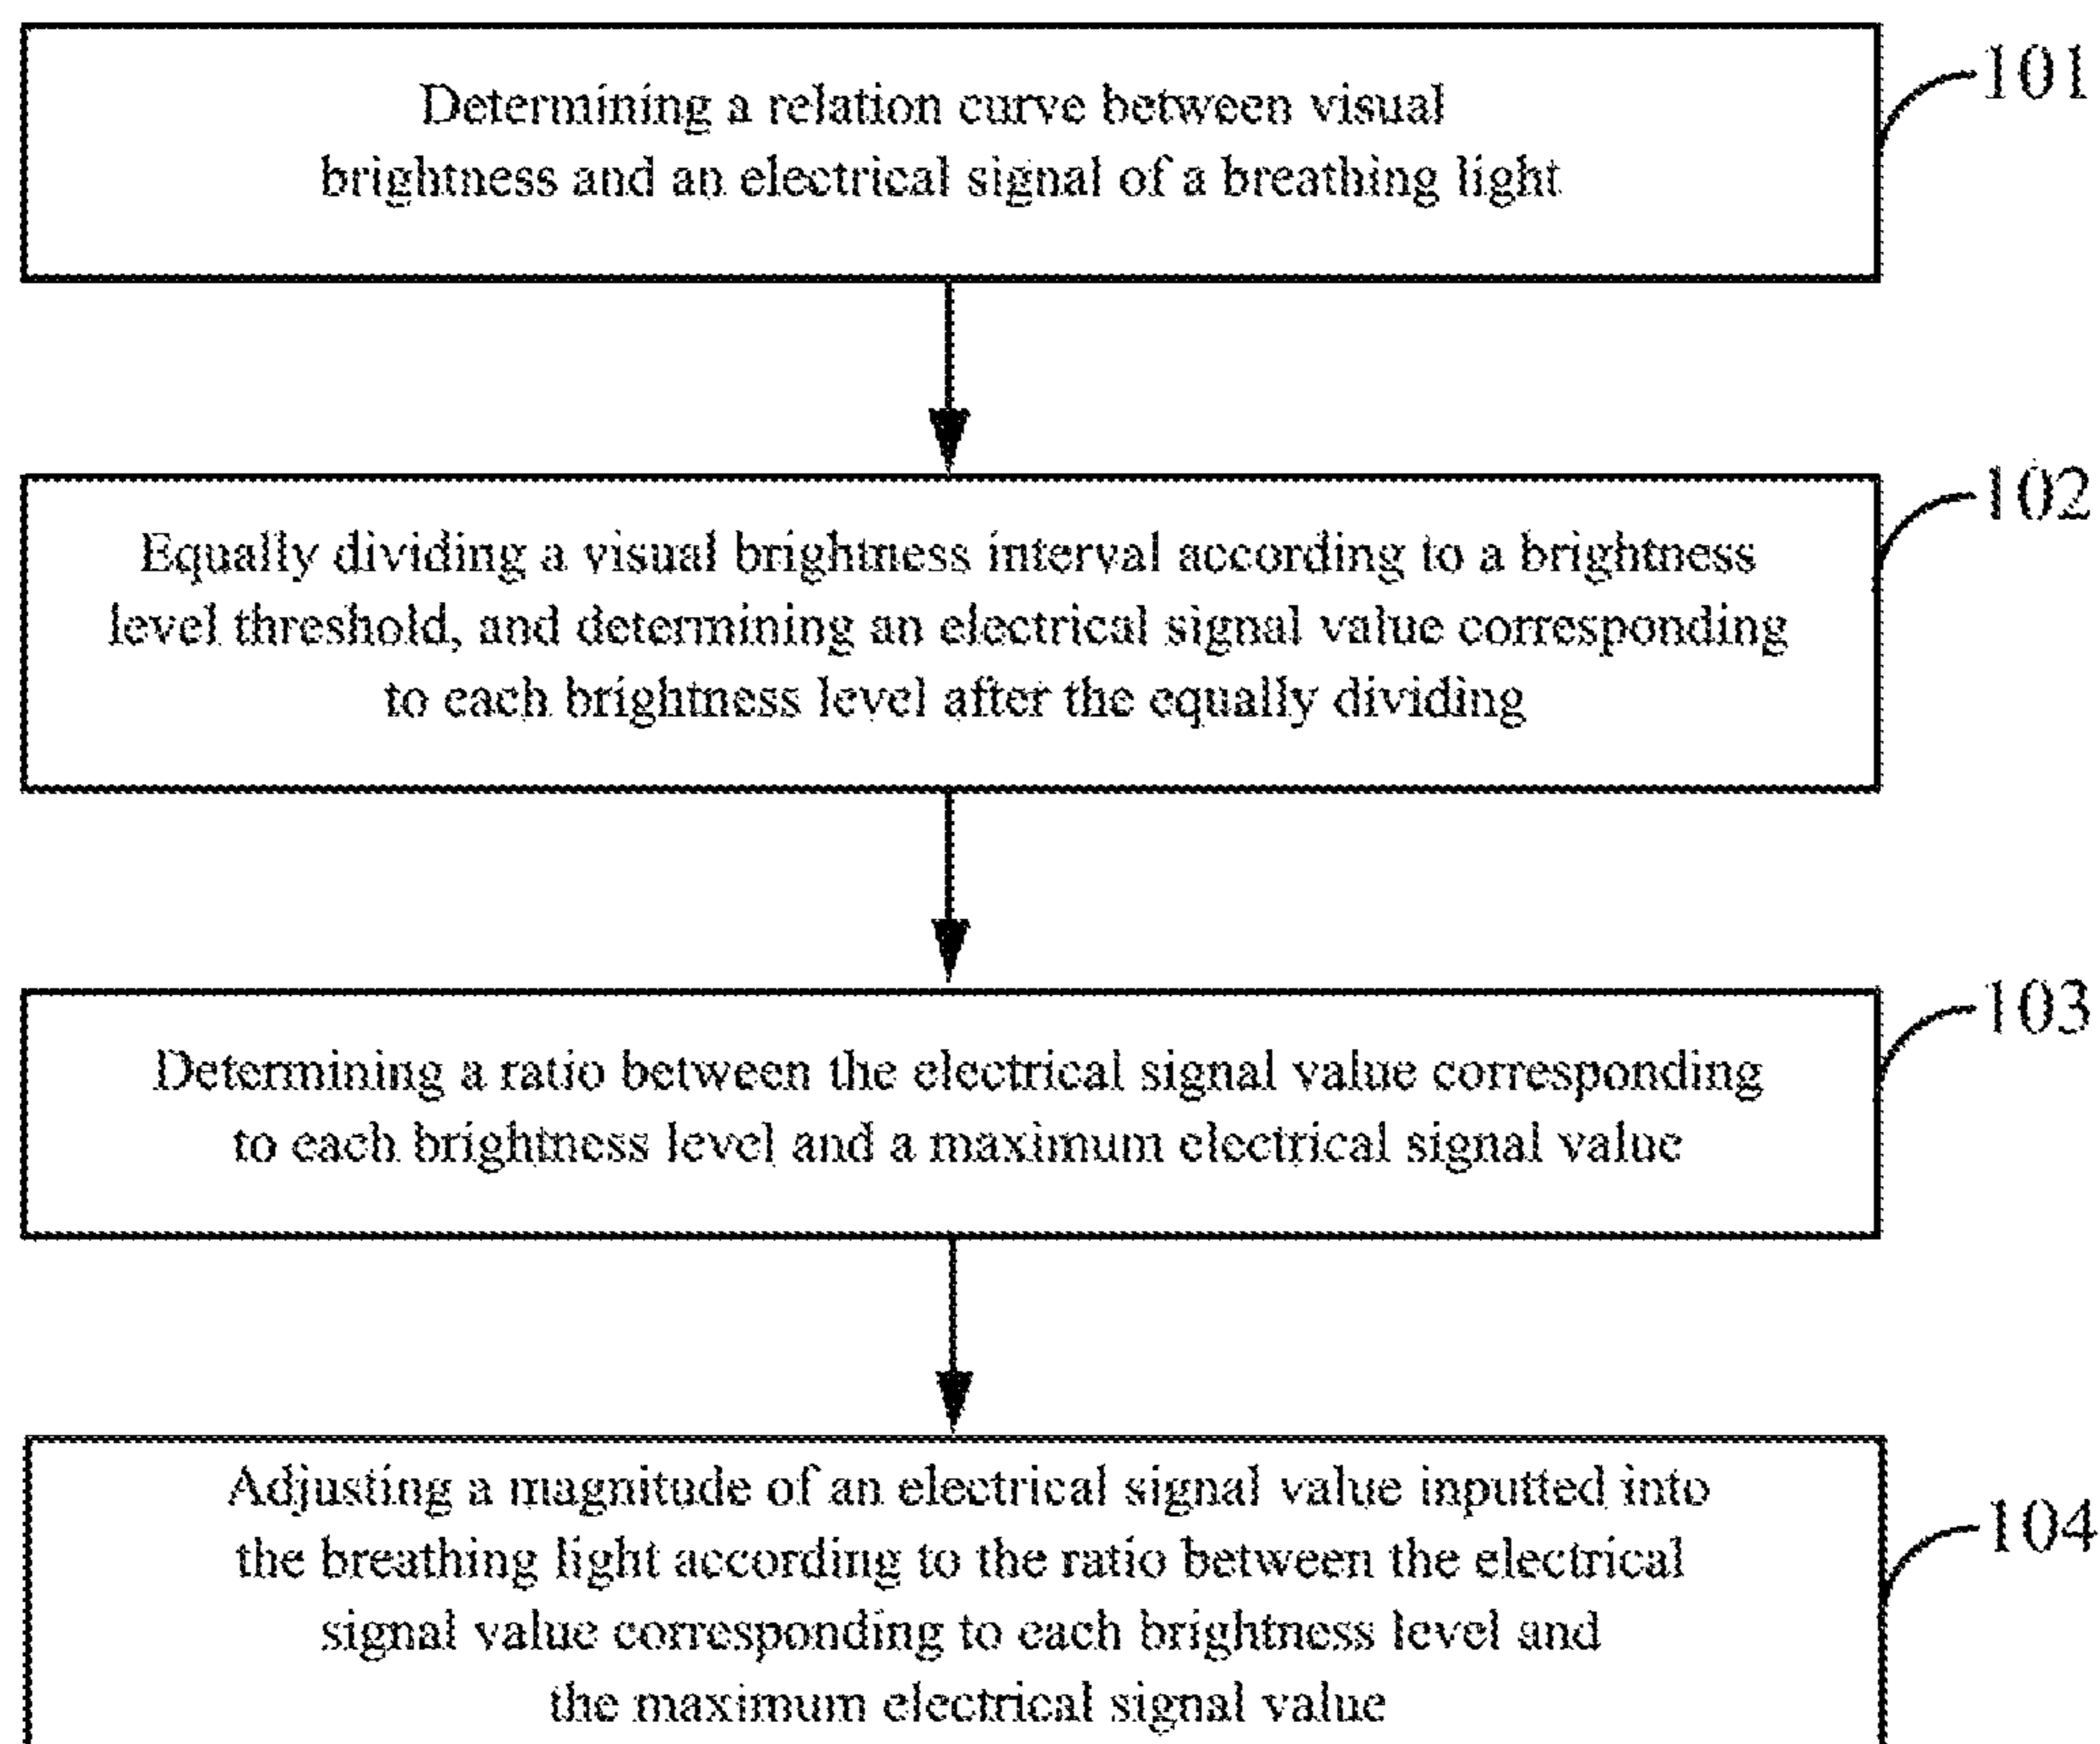 Determining a relation curve between visual
brightness and an electrical signal of a breathing light
101
Equally dividing a visual brightness interval according to a brightness
level threshold, and determining an electrical signal value corresponding
to each brightness level after the equally dividing
102
Determining a ratio between the electrical signal value corresponding
to each brightness level and a maximum electrical signal value
103
Adjusting a magnitude of an electrical signal value inputted into
the breathing light according to the ratio between the electrical
signal value corresponding to each brightness level and
the maximum electrical signal value
104